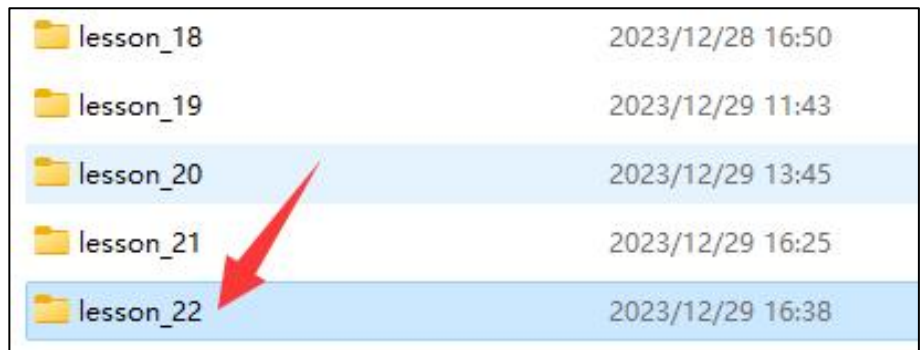 lesson_18 2023/12/28 16:50
lesson_19 2023/12/29 11:43
lesson_20 2023/12/29 13:45
lesson_21 2023/12/29 16:25
lesson_22 2023/12/29 16:38